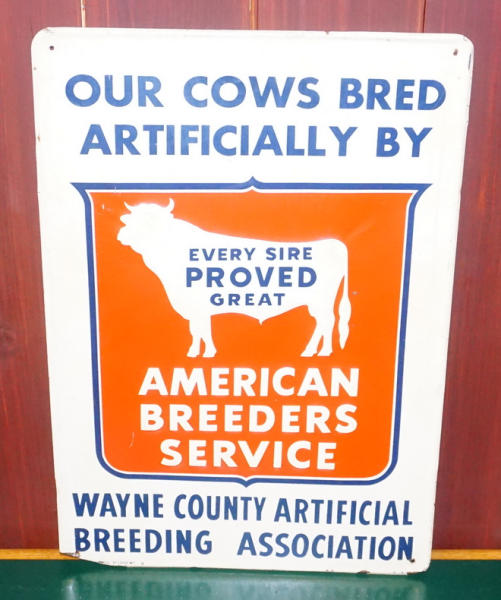 OUR COWS BRED
ARTIFICIALLY BY
EVERY SIRE
PROVED
GREAT
AMERICAN
BREEDERS
SERVICE
WAYNE COUNTY ARTIFICIAL
BREEDING ASSOCIATION